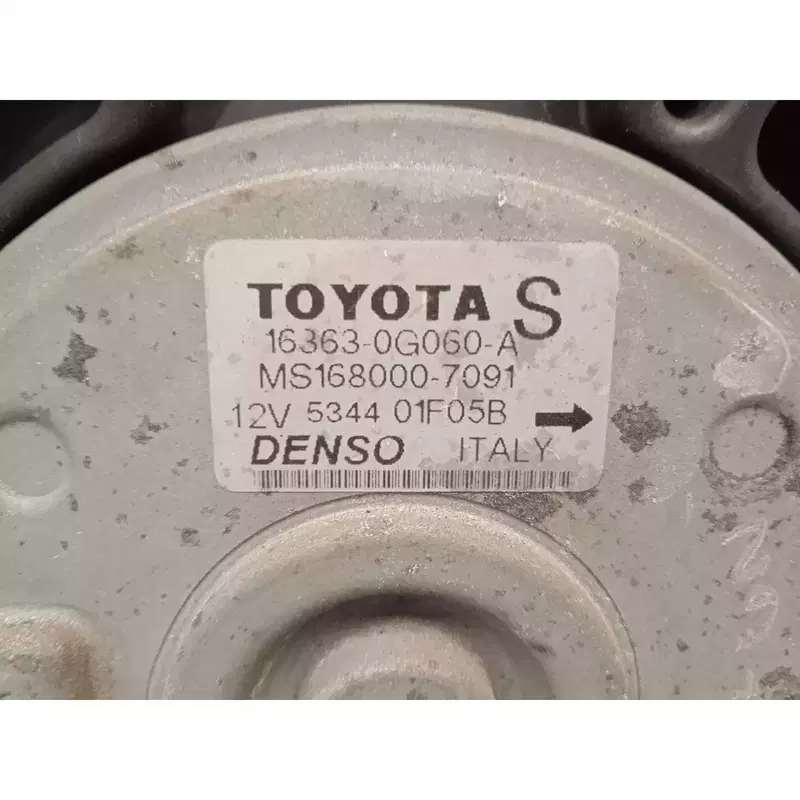 TOYOTA S
16363-0G060-A
MS168000-7091
12V 5344 01F05B
DENSO ITALY